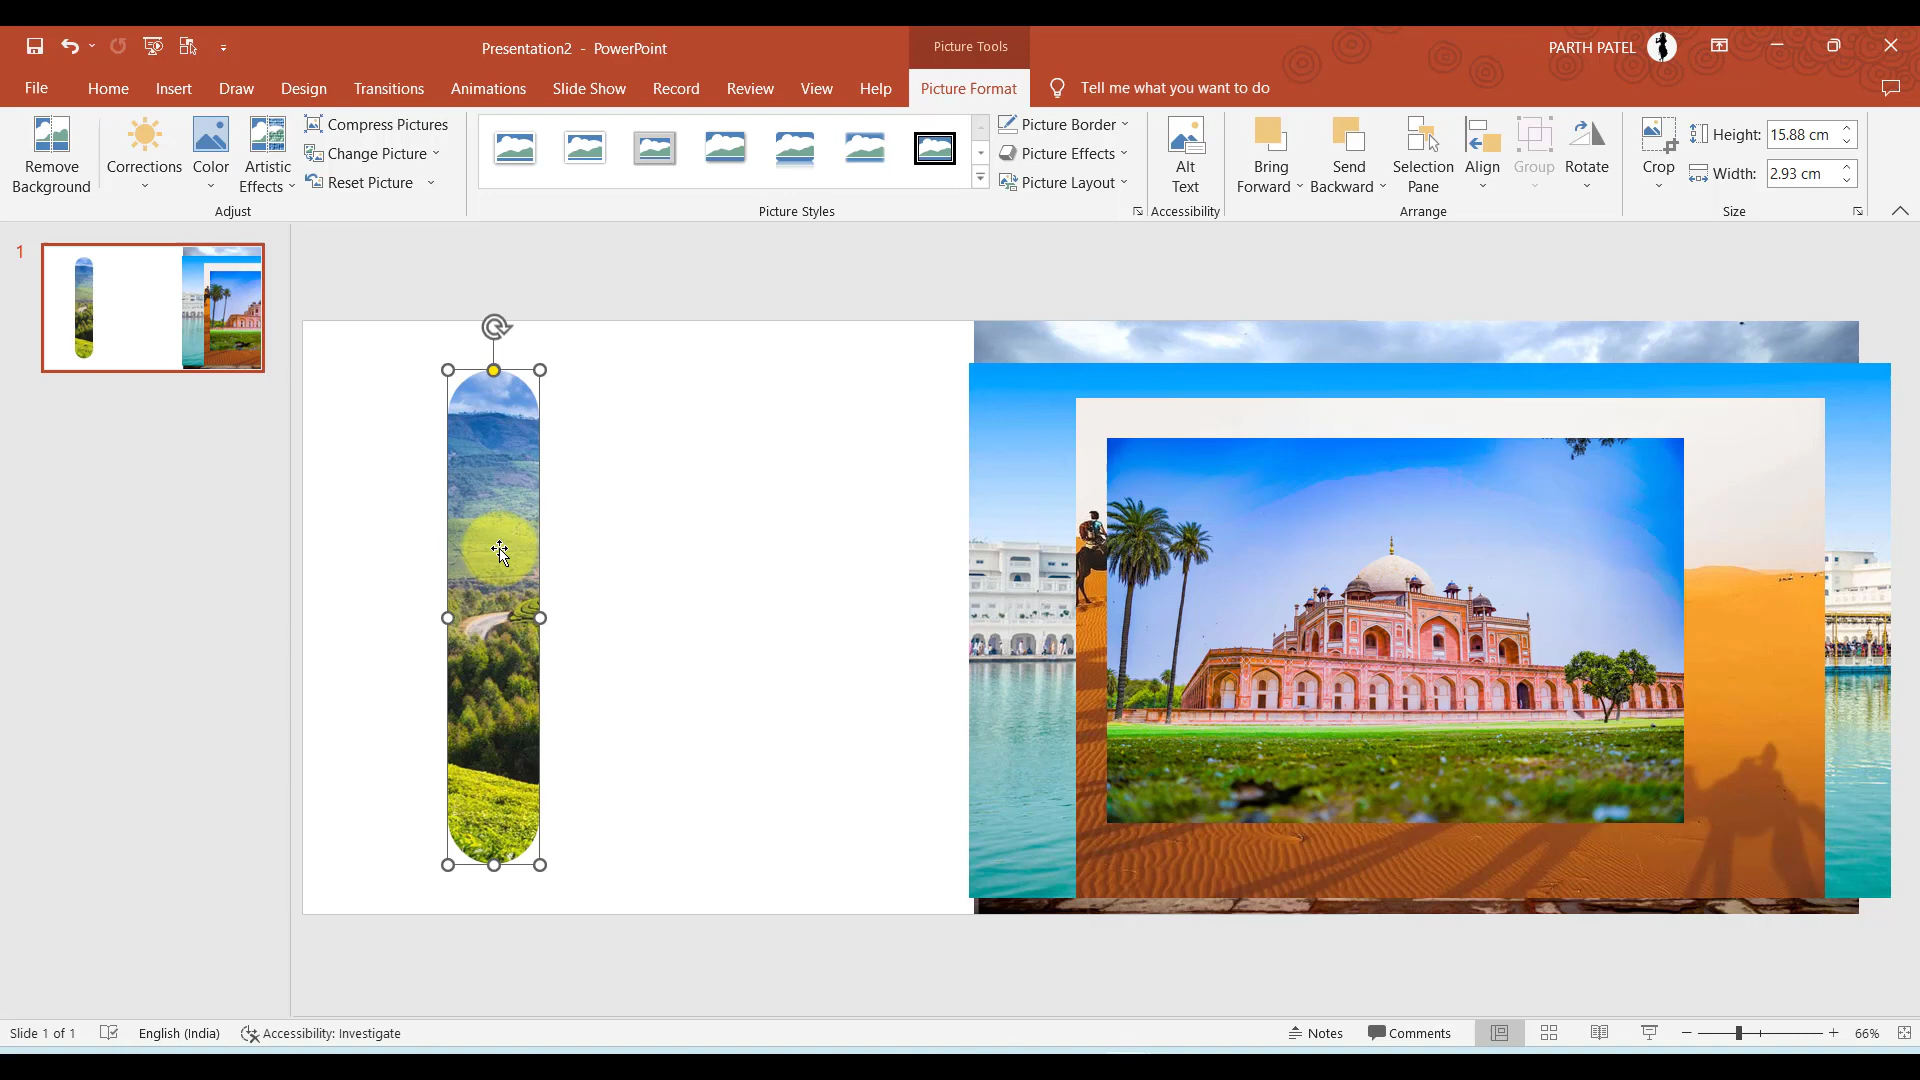 Presentation2 - PowerPoint
Picture Tools
PARTH PATEL
File Home Insert Draw Design Transitions Animations Slide Show Record Review View Help Picture Format Tell me what you want to do
Remove Background
Corrections
Color
Artistic Effects
Compress Pictures
Change Picture
Reset Picture
Adjust
Picture Styles
Picture Border
Picture Effects
Picture Layout
Alt Text
Accessibility
Bring Forward
Send Backward
Selection Pane
Align
Group
Rotate
Arrange
Crop
Height: 15.88 cm
Width: 2.93 cm
Size
1
Slide 1 of 1 English (India) Accessibility: Investigate Notes Comments 66%